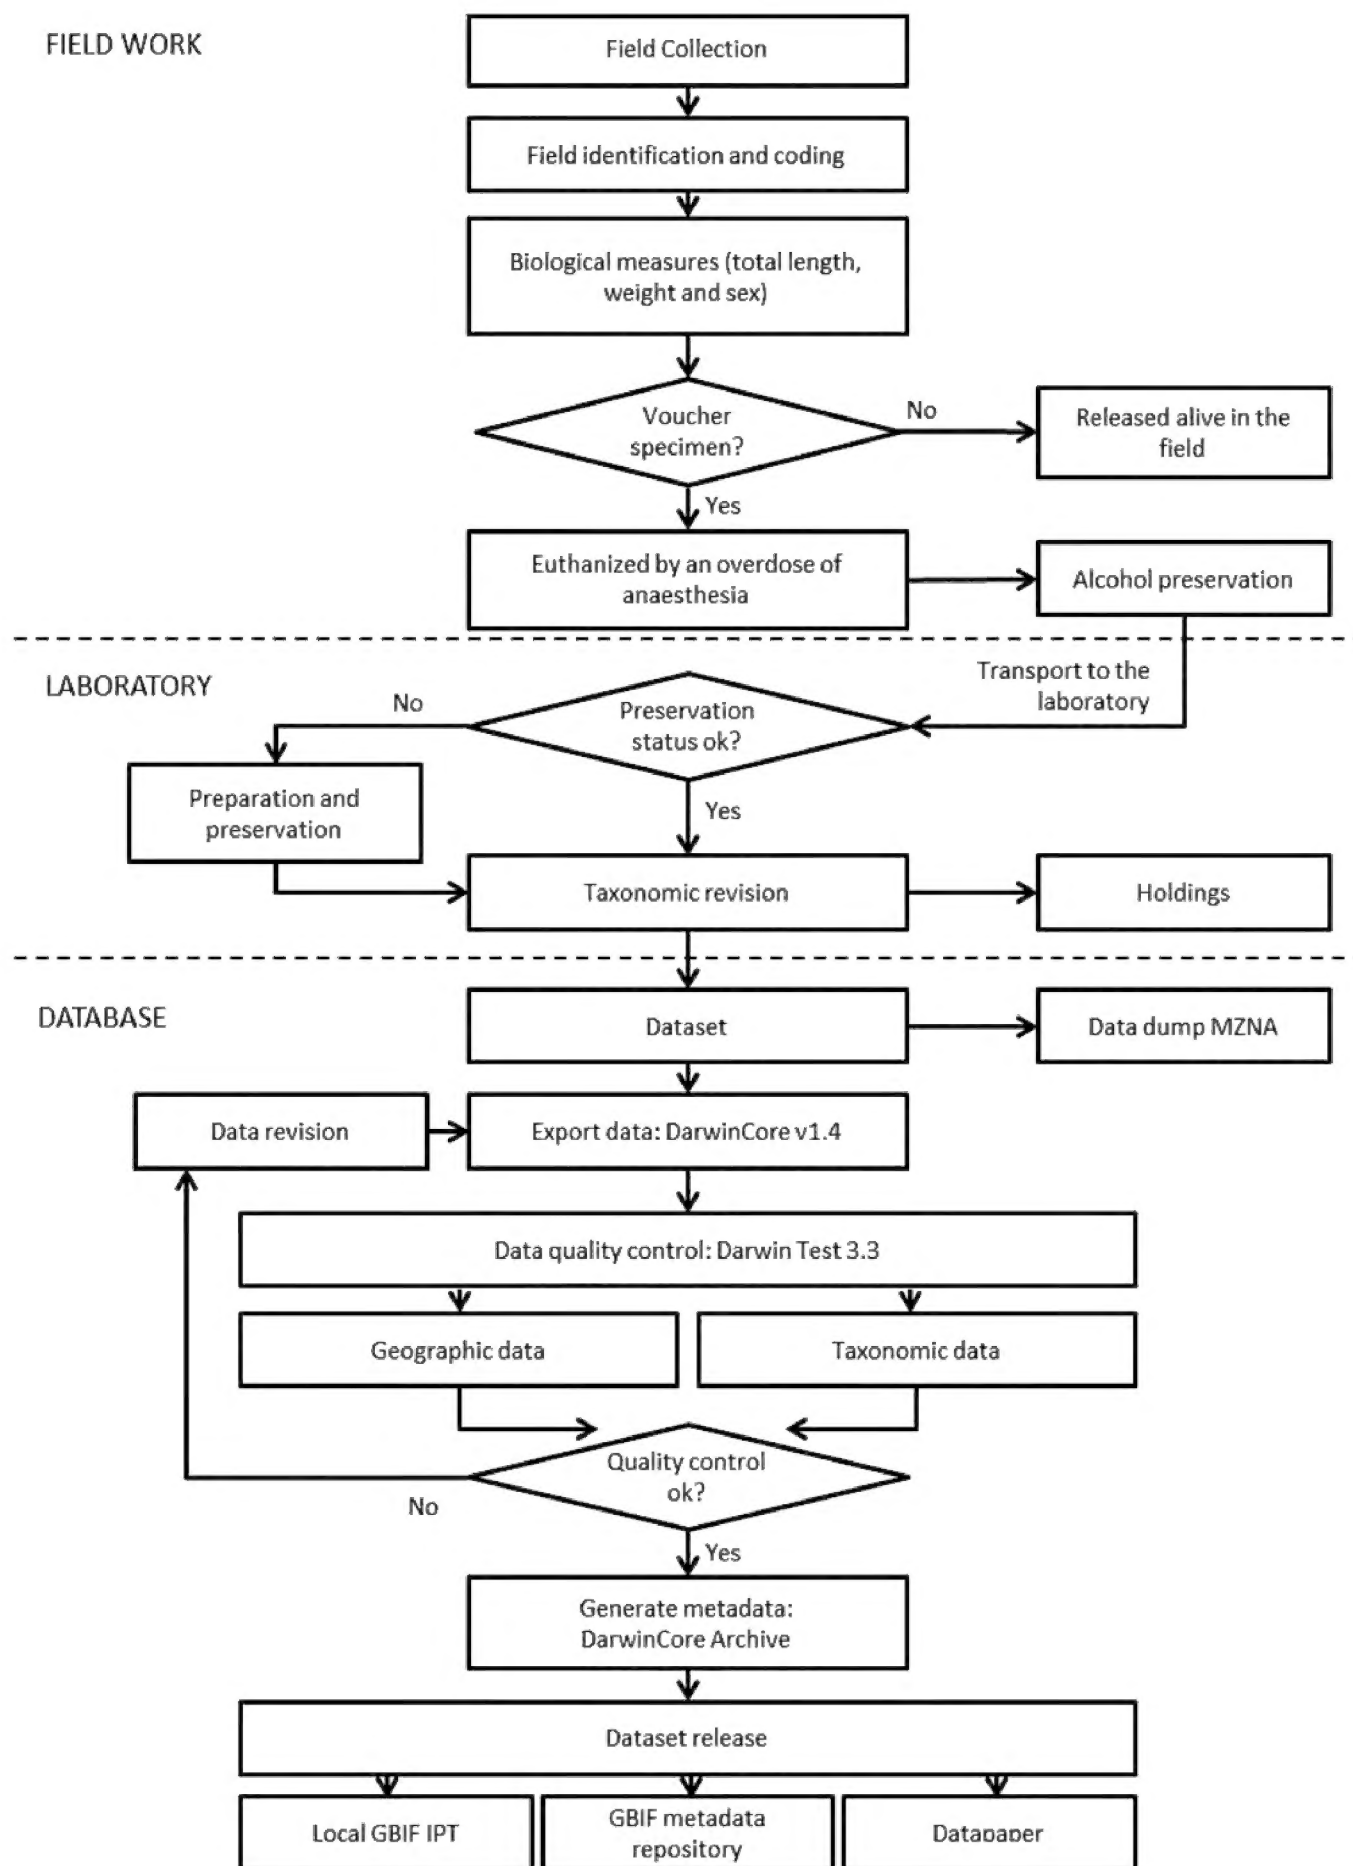 FIELD WORK
Field Collection
Field identification and coding
Biological measures (total length,
weight and sex)
Voucher
specimen?
No
Released alive in the
field
Yes
Euthanized by an overdose of
anaesthesia
Alcohol preservation
LABORATORY
Transport to the
laboratory
No
Preservation
status ok?
Preparation and
preservation
Yes
Taxonomic revision
Holdings
DATABASE
Dataset
Data dump MZNA
Data revision
Export data: DarwinCore v1.4
Data quality control: Darwin Test 3.3
Geographic data
Taxonomic data
Quality control
ok?
No
Yes
Generate metadata:
DarwinCore Archive
Dataset release
Local GBIF IPT
GBIF metadata
repository
Datapaper